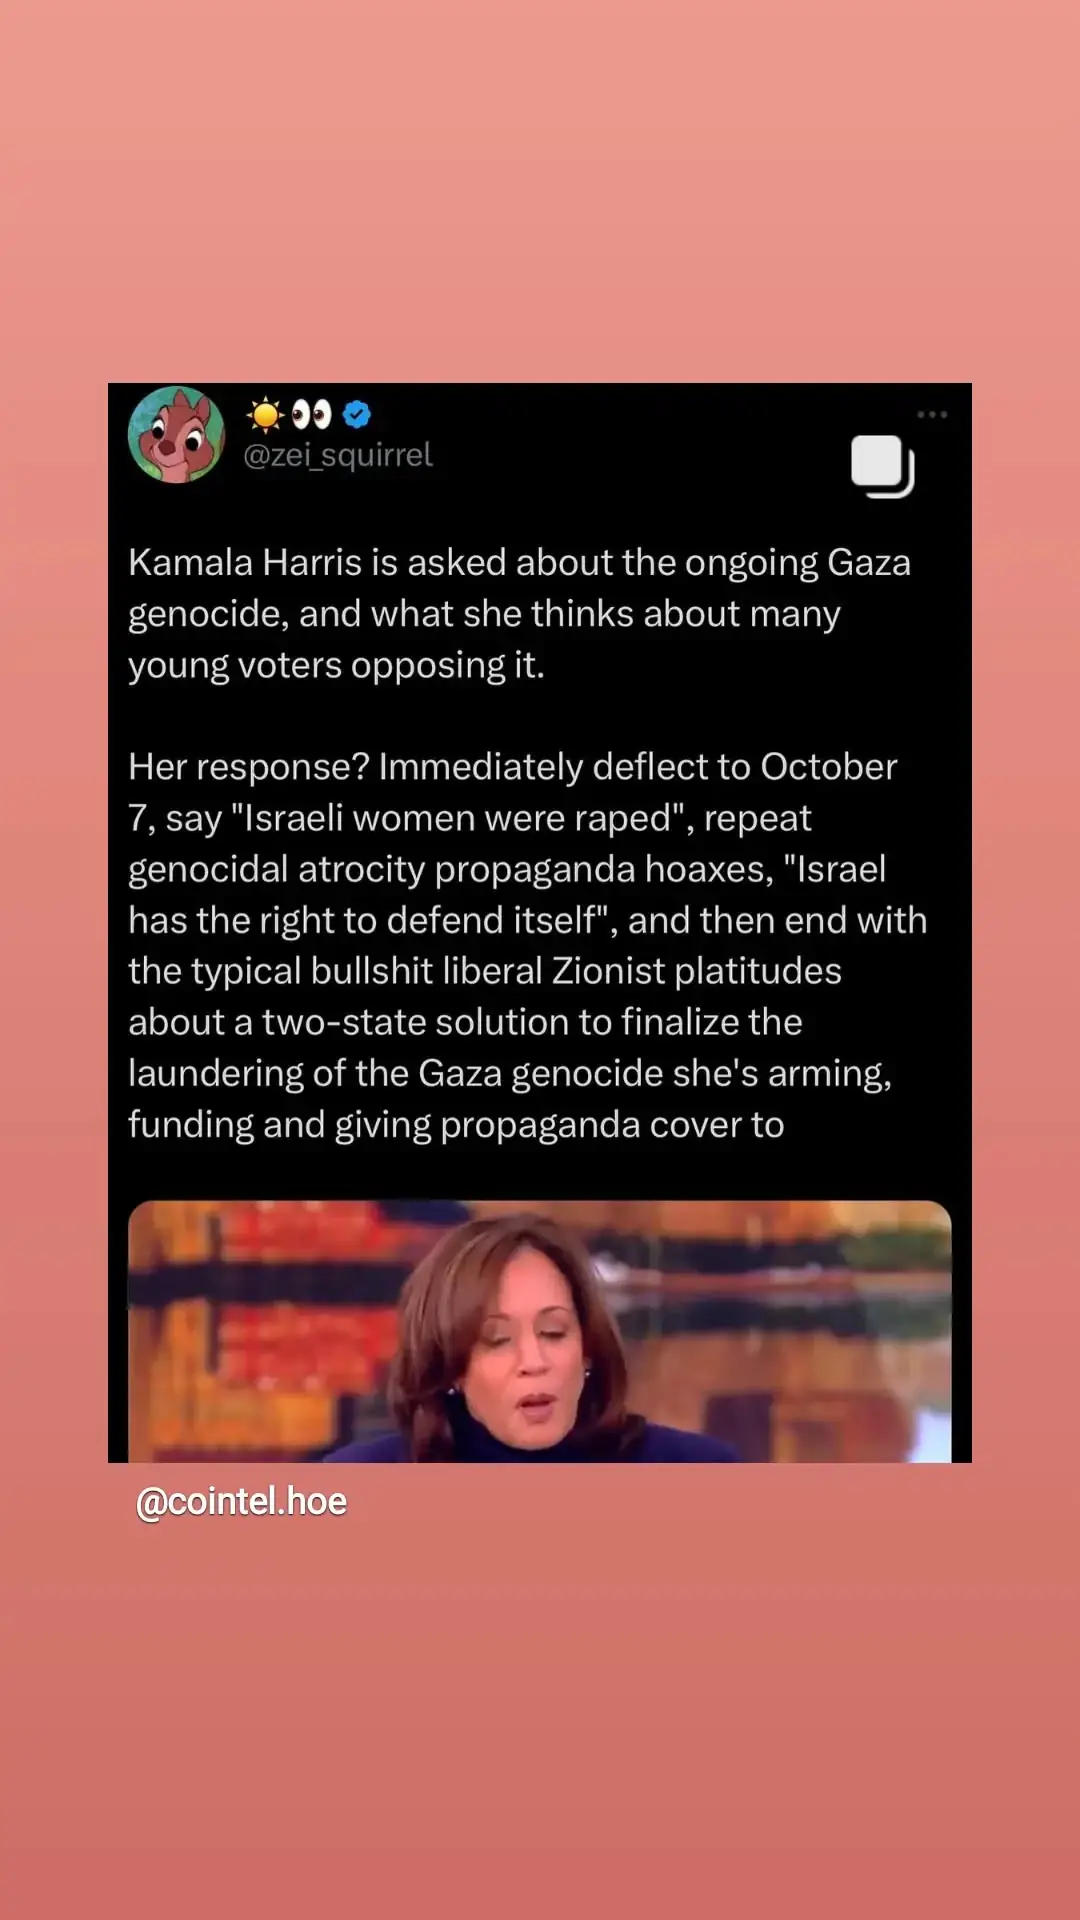 ☀️👀
@zei_squirrel
Kamala Harris is asked about the ongoing Gaza
genocide, and what she thinks about many
young voters opposing it.
Her response? Immediately deflect to October
7, say "Israeli women were raped", repeat
genocidal atrocity propaganda hoaxes, "Israel
has the right to defend itself", and then end with
the typical bullshit liberal Zionist platitudes
about a two-state solution to finalize the
laundering of the Gaza genocide she's arming,
funding and giving propaganda cover to
@cointel.hoe